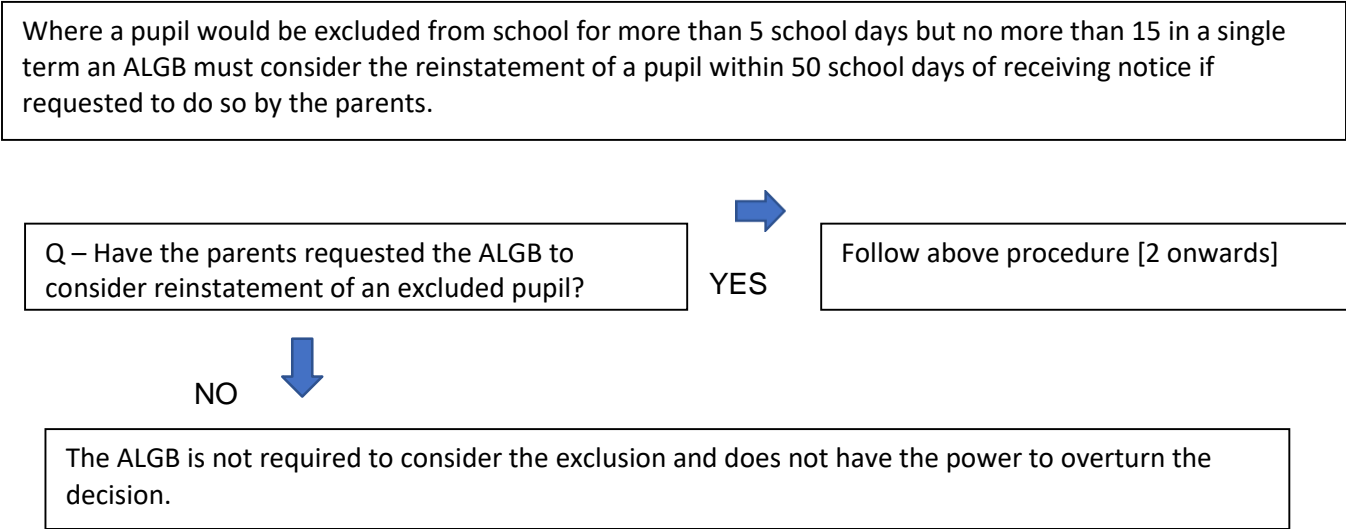 Where a pupil would be excluded from school for more than 5 school days but no more than 15 in a single
term an ALGB must consider the reinstatement of a pupil within 50 school days of receiving notice if
requested to do so by the parents.
Q – Have the parents requested the ALGB to
consider reinstatement of an excluded pupil?
YES
Follow above procedure [2 onwards]
NO
The ALGB is not required to consider the exclusion and does not have the power to overturn the
decision.